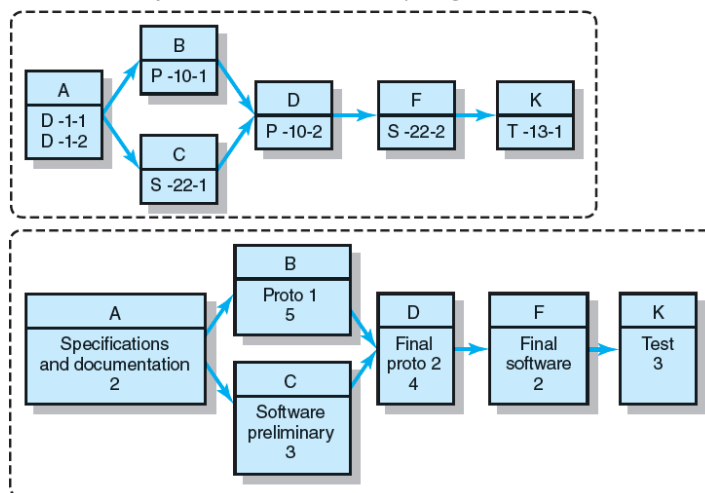 A
D -1-1
D -1-2
B
P -10-1
C
S -22-1
D
P -10-2
F
S -22-2
K
T -13-1
A
Specifications
and documentation
2
B
Proto 1
5
C
Software
preliminary
3
D
Final
proto 2
4
F
Final
software
2
K
Test
3